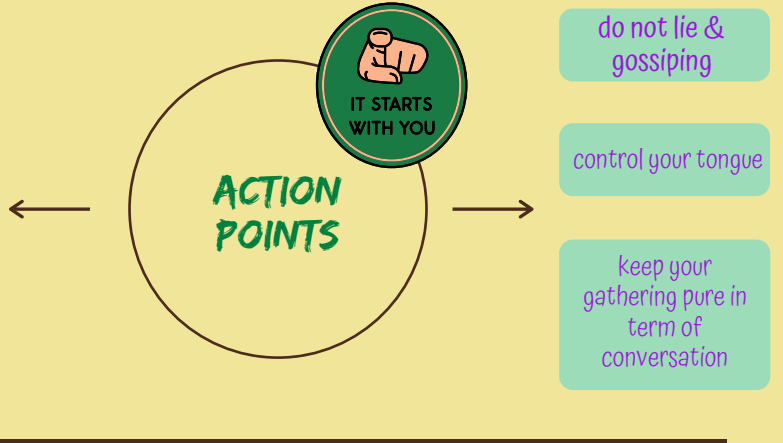 IT STARTS
WITH YOU
ACTION
POINTS
do not lie &
gossiping
control your tongue
keep your
gathering pure in
term of
conversation